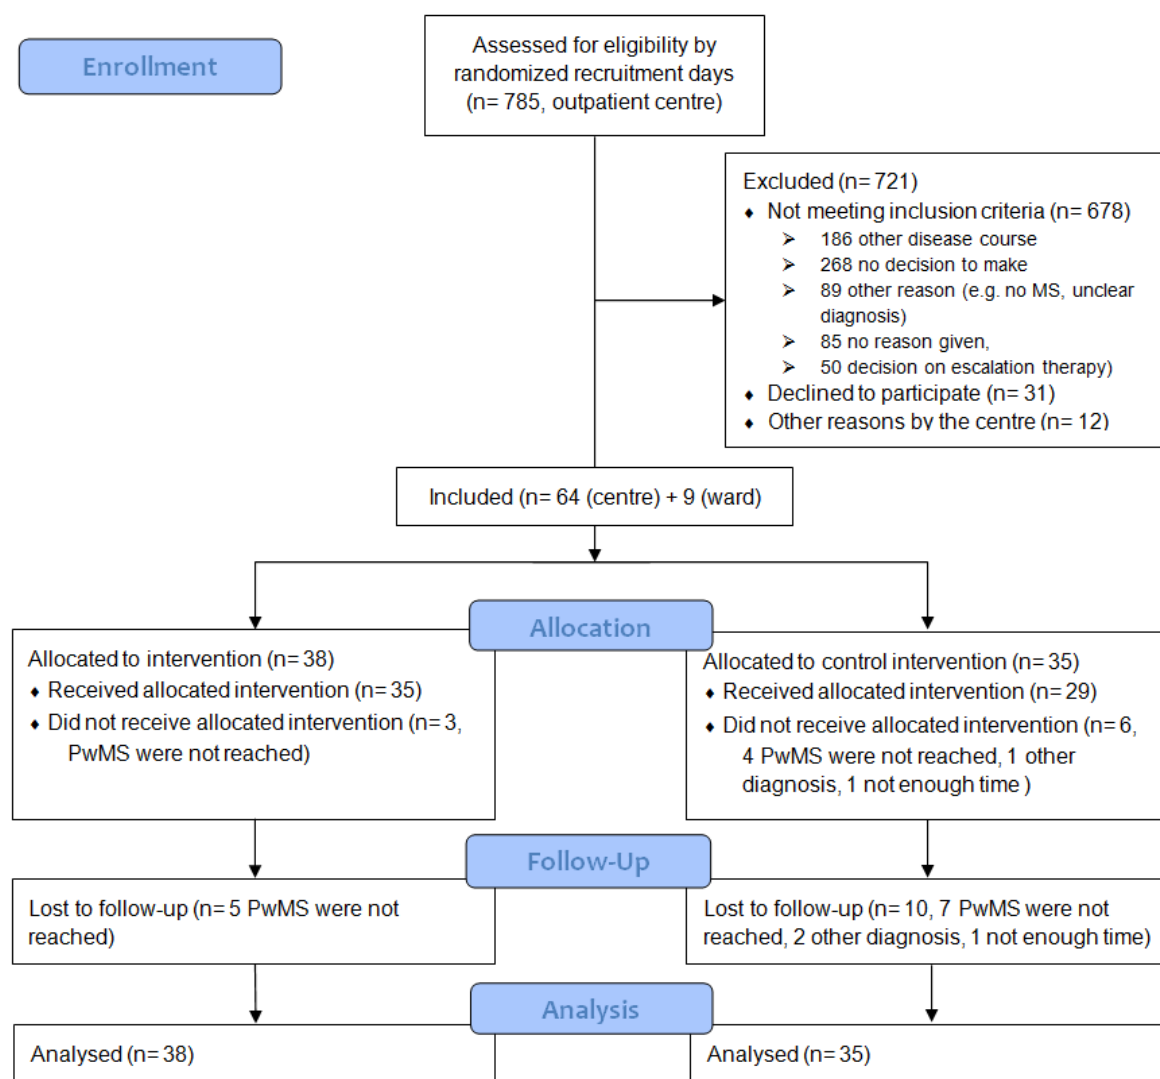 Enrollment
Assessed for eligibility by
randomized recruitment days
(n= 785, outpatient centre)
Excluded (n= 721)
♦ Not meeting inclusion criteria (n= 678)
➢ 186 other disease course
➢ 268 no decision to make
➢ 89 other reason (e.g. no MS, unclear
diagnosis)
➢ 85 no reason given,
➢ 50 decision on escalation therapy)
♦ Declined to participate (n= 31)
♦ Other reasons by the centre (n= 12)
Included (n= 64 (centre) + 9 (ward)
Allocation
Allocated to intervention (n= 38)
♦ Received allocated intervention (n= 35)
♦ Did not receive allocated intervention (n= 3,
PwMS were not reached)
Allocated to control intervention (n= 35)
♦ Received allocated intervention (n= 29)
♦ Did not receive allocated intervention (n= 6,
4 PwMS were not reached, 1 other
diagnosis, 1 not enough time )
Follow-Up
Lost to follow-up (n= 5 PwMS were not
reached)
Lost to follow-up (n= 10, 7 PwMS were not
reached, 2 other diagnosis, 1 not enough time)
Analysis
Analysed (n= 38)
Analysed (n= 35)